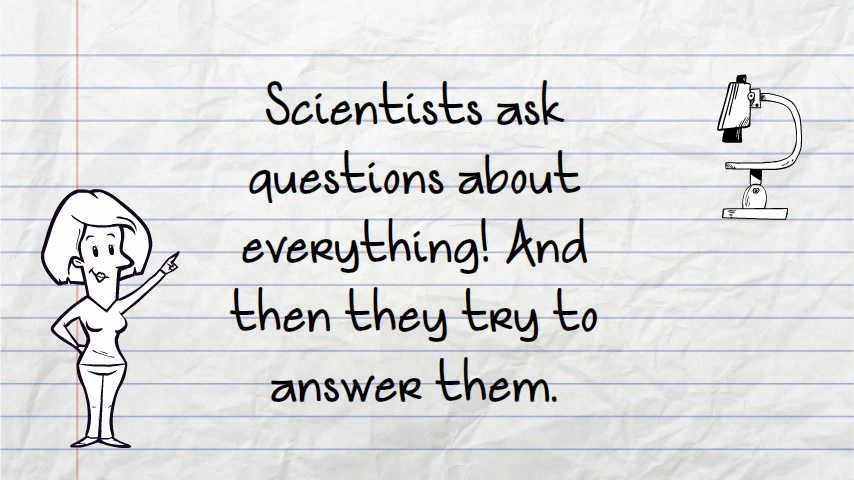 Scientists ask
questions about
everything! And
then they try to
answer them.